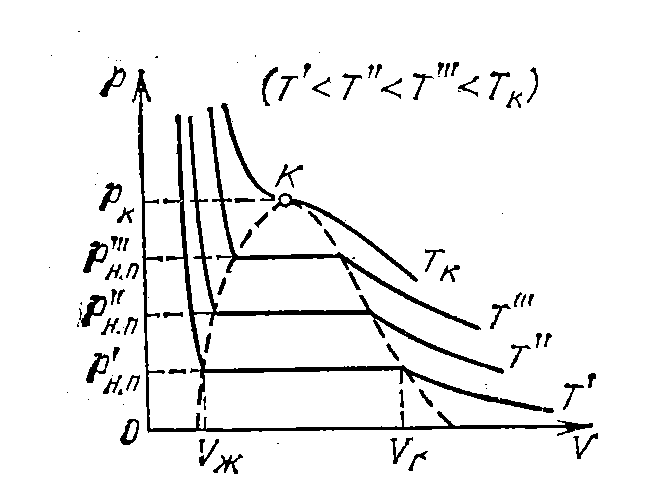 p (T' < T'' < T''' < Tк)
К
pк
p'''н.п
Tк
T'''
p''н.п
T''
p'н.п
T'
0
Vж
Vг
V